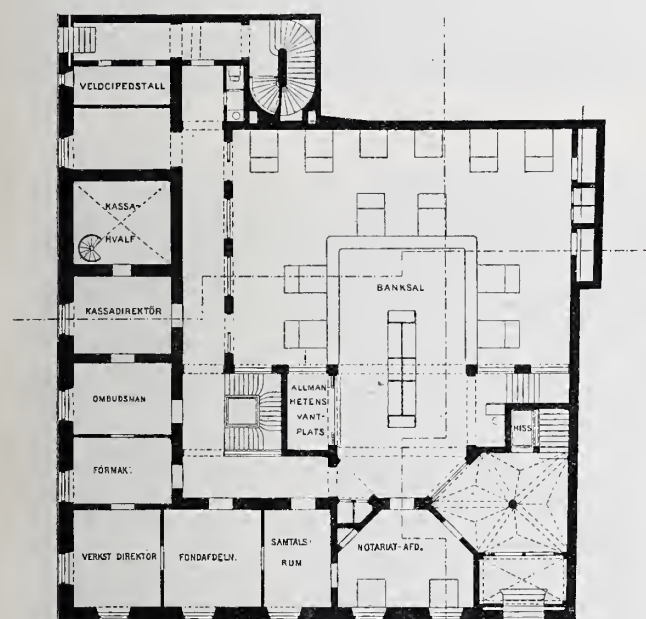 VELOCIPEDSTALL
KASSA-
HVALF
KASSADIREKTÖR
BANKSAL
OMBUDSMAN
ALLMÄN-
HETENS
VÄNT-
PLATS
HISS
FÖRMAK.
VERKST DIREKTÖR
FONDAFDELN.
SAMTALS-
RUM
NOTARIAT-AFD.